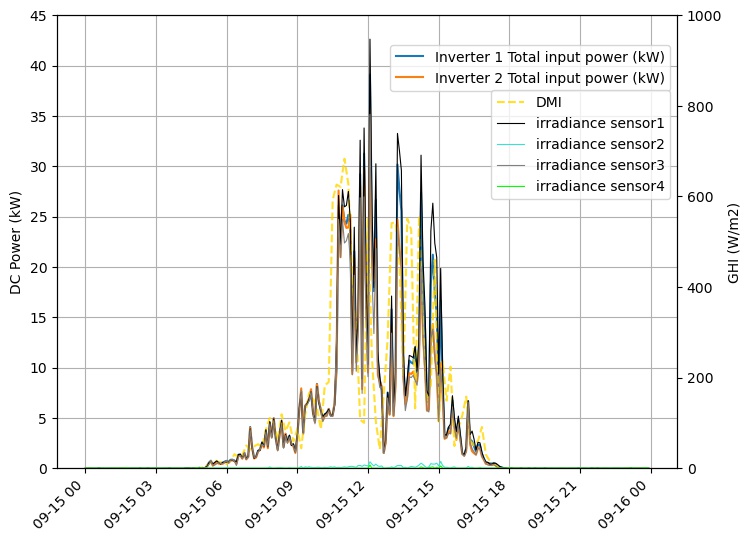 45
40
35
30
25
20
15
10
5
0
DC Power (kW)
1000
800
600
400
200
0
GHI (W/m2)
Inverter 1 Total input power (kW)
Inverter 2 Total input power (kW)
DMI
irradiance sensor1
irradiance sensor2
irradiance sensor3
irradiance sensor4
09-15 00
09-15 03
09-15 06
09-15 09
09-15 12
09-15 15
09-15 18
09-15 21
09-16 00